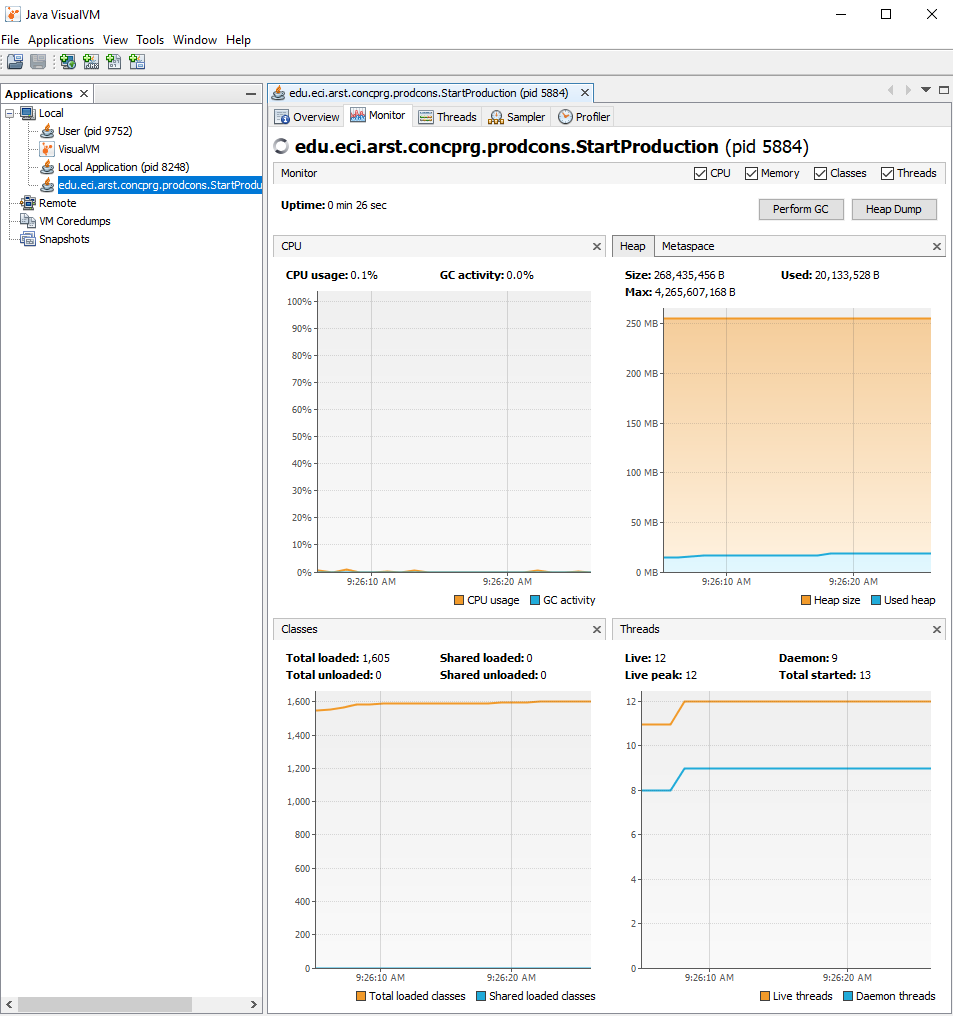 Java VisualVM
File Applications View Tools Window Help
Applications
edu.eci.arst.concprg.prodcons.StartProduction (pid 5884)
Local
User (pid 9752)
VisualVM
Local Application (pid 8248)
edu.eci.arst.concprg.prodcons.StartProdu
Remote
VM Coredumps
Snapshots
Overview Monitor Threads Sampler Profiler
edu.eci.arst.concprg.prodcons.StartProduction (pid 5884)
Monitor CPU Memory Classes Threads
Uptime: 0 min 26 sec
Perform GC Heap Dump
CPU
CPU usage: 0.1% GC activity: 0.0%
100%
90%
80%
70%
60%
50%
40%
30%
20%
10%
0%
9:26:10 AM 9:26:20 AM
CPU usage GC activity
Heap Metaspace
Size: 268,435,456 B Used: 20,133,528 B
Max: 4,265,607,168 B
250 MB
200 MB
150 MB
100 MB
50 MB
0 MB
9:26:10 AM 9:26:20 AM
Heap size Used heap
Classes
Total loaded: 1,605 Shared loaded: 0
Total unloaded: 0 Shared unloaded: 0
1,600
1,400
1,200
1,000
800
600
400
200
0
9:26:10 AM 9:26:20 AM
Total loaded classes Shared loaded classes
Threads
Live: 12 Daemon: 9
Live peak: 12 Total started: 13
12
10
8
6
4
2
0
9:26:10 AM 9:26:20 AM
Live threads Daemon threads